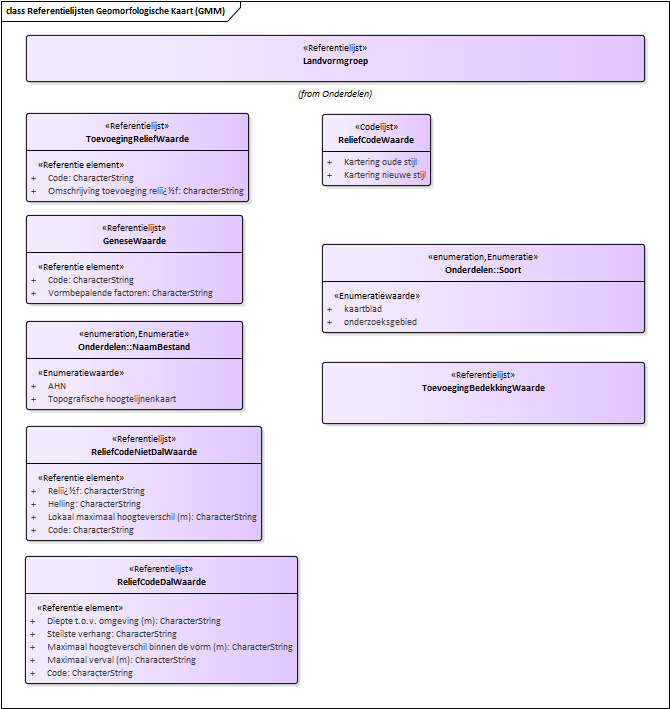 class Referentielijsten Geomorfologische Kaart (GMM)
«Referentielijst»
Landvormgroep
(from Onderdelen)
«Referentielijst»
ToevoegingReliefWaarde
«Referentie element»
+ Code: CharacterString
+ Omschrijving toevoeging reliï¿½f: CharacterString
«Codelijst»
ReliefCodeWaarde
+ Kartering oude stijl
+ Kartering nieuwe stijl
«Referentielijst»
GeneseWaarde
«Referentie element»
+ Code: CharacterString
+ Vormbepalende factoren: CharacterString
«enumeration,Enumeratie»
Onderdelen::Soort
«Enumeratiewaarde»
+ kaartblad
+ onderzoeksgebied
«enumeration,Enumeratie»
Onderdelen::NaamBestand
«Enumeratiewaarde»
+ AHN
+ Topografische hoogtelijnenkaart
«Referentielijst»
ToevoegingBedekkingWaarde
«Referentielijst»
ReliefCodeNietDalWaarde
«Referentie element»
+ Reliï¿½f: CharacterString
+ Helling: CharacterString
+ Lokaal maximaal hoogteverschil (m): CharacterString
+ Code: CharacterString
«Referentielijst»
ReliefCodeDalWaarde
«Referentie element»
+ Diepte t.o.v. omgeving (m): CharacterString
+ Steilste verhang: CharacterString
+ Maximaal hoogteverschil binnen de vorm (m): CharacterString
+ Maximaal verval (m): CharacterString
+ Code: CharacterString